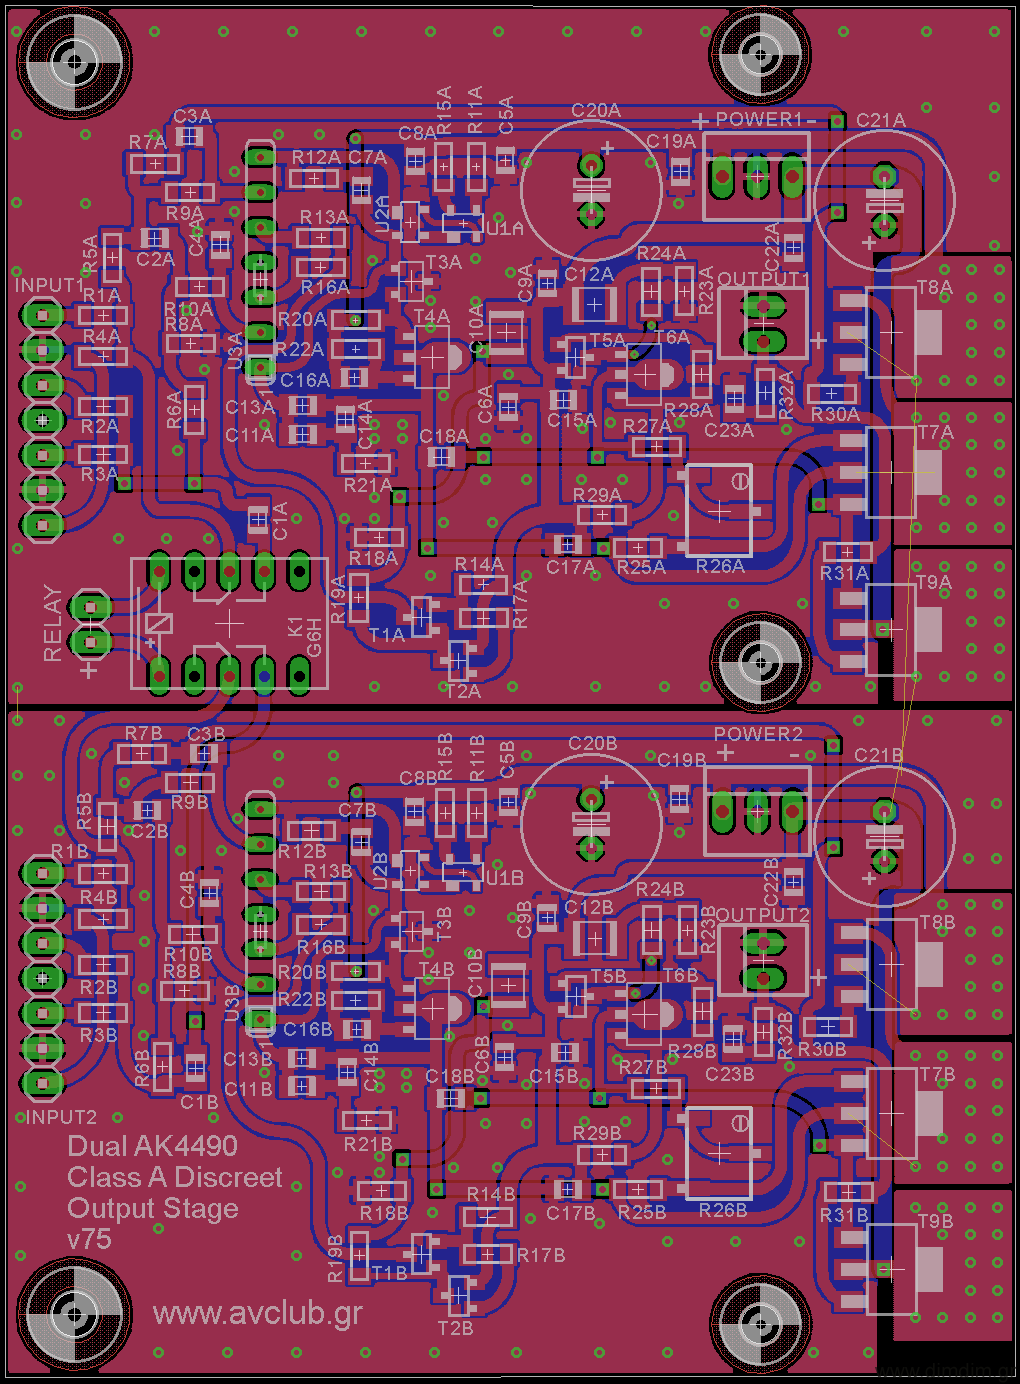 R15A
R11A
C5A
C20A
C3A
R7A
C8A
C19A
+ POWER1 -
C21A
R12A
C7A
R9A
U2A
U1A
R13A
C4A
C22A
R5A
C2A
T3A
R24A
C9A
C12A
R23A
OUTPUT1
INPUT1
R16A
T8A
R1A
R10A
R20A
T4A
C10A
R8A
R4A
U3A
R22A
T5A
T6A
+
C16A
R6A
C13A
C14A
C6A
C15A
R28A
C23A
R32A
R30A
R2A
C11A
R27A
T7A
C18A
R3A
R21A
R29A
C1A
R18A
C17A
R25A
R26A
R31A
R14A
T9A
RELAY
R19A
R17A
K1
G6H
T1A
+
T2A
R7B
C3B
R15B
R11B
C5B
C20B
C19B
POWER2
+ -
C21B
C8B
R9B
R5B
C2B
C7B
R12B
R1B
U2B
U1B
R13B
C22B
R4B
C4B
R24B
C9B
C12B
R23B
OUTPUT2
T3B
T8B
R16B
R10B
R8B
R20B
T4B
C10B
T5B
T6B
+
R2B
U3B
R22B
R3B
C16B
R6B
C13B
C14B
C6B
C15B
R28B
C23B
R32B
R30B
C11B
R27B
T7B
C18B
C1B
INPUT2
R21B
R29B
Dual AK4490
Class A Discreet
Output Stage
v75
R18B
R14B
C17B
R25B
R26B
R31B
T9B
R19B
T1B
R17B
www.avclub.gr
T2B
www.dimdim.gr